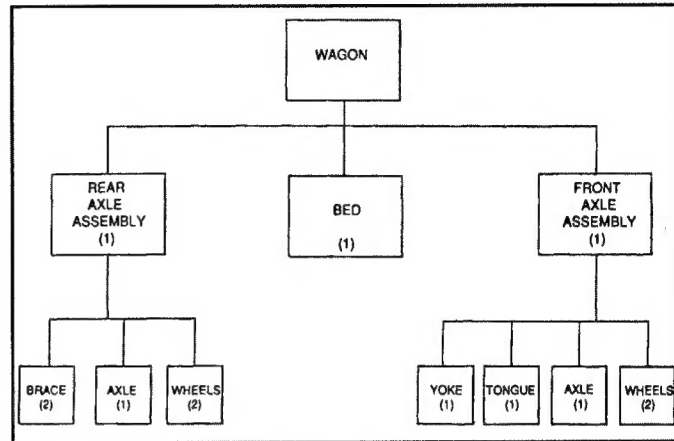 WAGON
REAR
AXLE
ASSEMBLY
(1)
BED
(1)
FRONT
AXLE
ASSEMBLY
(1)
BRACE
(2)
AXLE
(1)
WHEELS
(2)
YOKE
(1)
TONGUE
(1)
AXLE
(1)
WHEELS
(2)